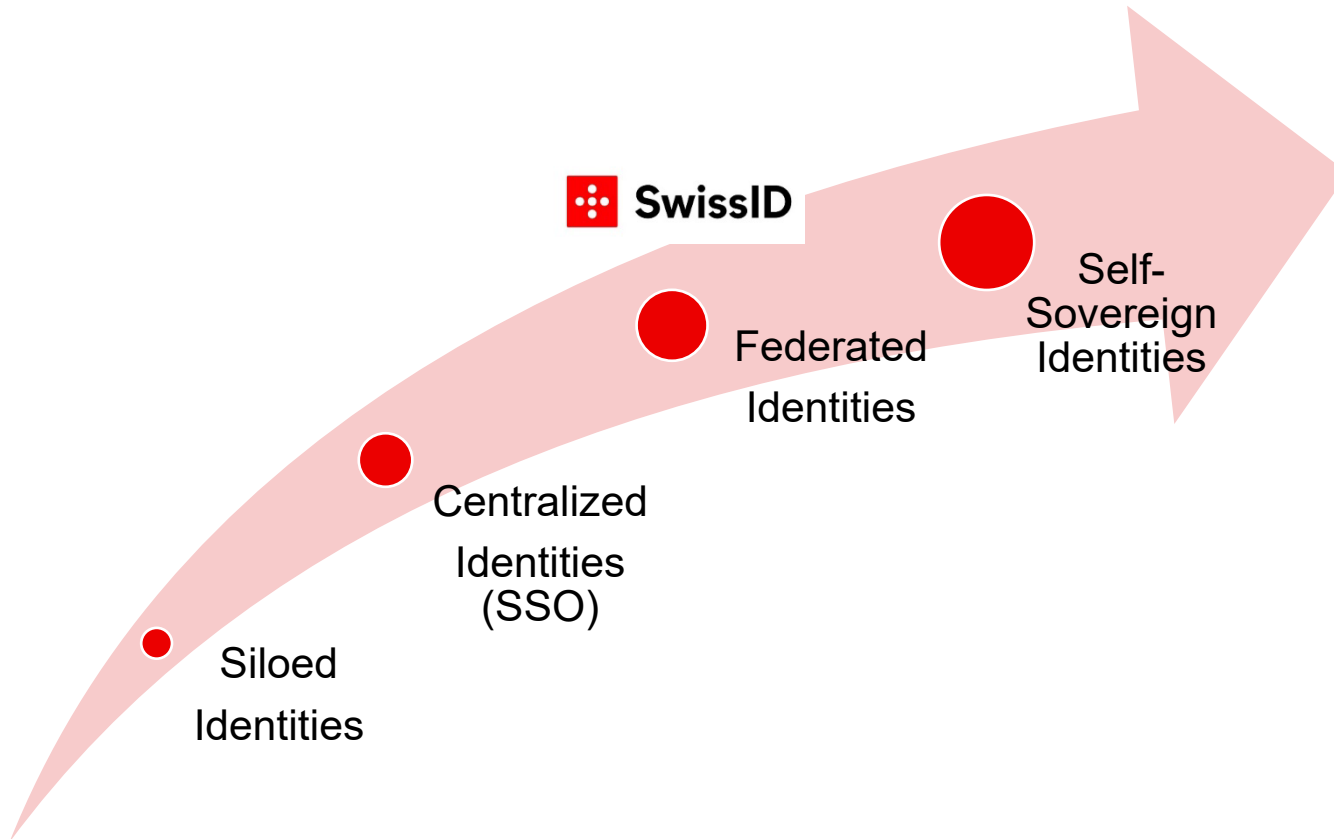 SwissID
Self-
Sovereign
Identities
Federated
Identities
Centralized
Identities
(SSO)
Siloed
Identities